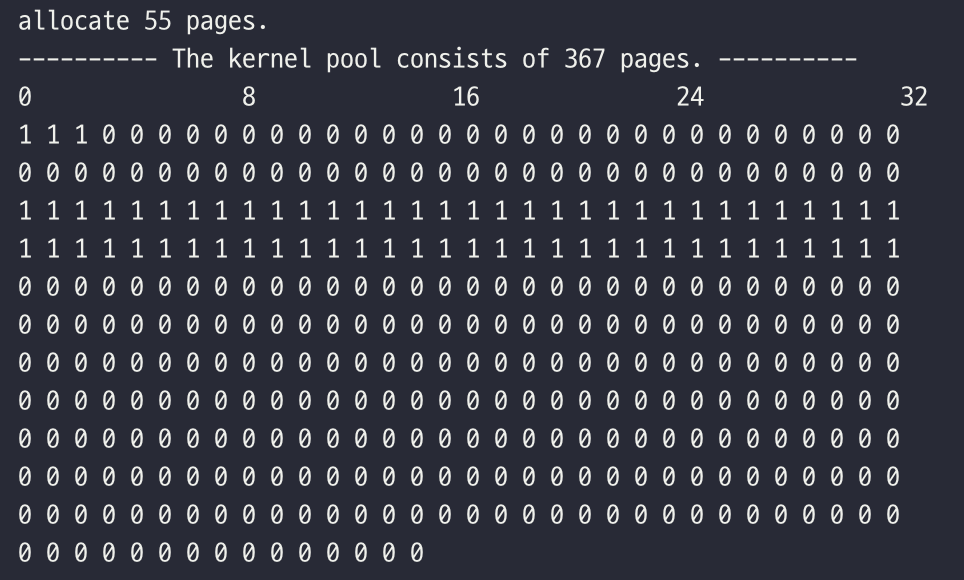 allocate 55 pages.
---------- The kernel pool consists of 367 pages. ----------
0 8 16 24 32
1 1 1 0 0 0 0 0 0 0 0 0 0 0 0 0 0 0 0 0 0 0 0 0 0 0 0 0 0 0 0 0
0 0 0 0 0 0 0 0 0 0 0 0 0 0 0 0 0 0 0 0 0 0 0 0 0 0 0 0 0 0 0 0
1 1 1 1 1 1 1 1 1 1 1 1 1 1 1 1 1 1 1 1 1 1 1 1 1 1 1 1 1 1 1 1
1 1 1 1 1 1 1 1 1 1 1 1 1 1 1 1 1 1 1 1 1 1 1 1 1 1 1 1 1 1 1 1
0 0 0 0 0 0 0 0 0 0 0 0 0 0 0 0 0 0 0 0 0 0 0 0 0 0 0 0 0 0 0 0
0 0 0 0 0 0 0 0 0 0 0 0 0 0 0 0 0 0 0 0 0 0 0 0 0 0 0 0 0 0 0 0
0 0 0 0 0 0 0 0 0 0 0 0 0 0 0 0 0 0 0 0 0 0 0 0 0 0 0 0 0 0 0 0
0 0 0 0 0 0 0 0 0 0 0 0 0 0 0 0 0 0 0 0 0 0 0 0 0 0 0 0 0 0 0 0
0 0 0 0 0 0 0 0 0 0 0 0 0 0 0 0 0 0 0 0 0 0 0 0 0 0 0 0 0 0 0 0
0 0 0 0 0 0 0 0 0 0 0 0 0 0 0 0 0 0 0 0 0 0 0 0 0 0 0 0 0 0 0 0
0 0 0 0 0 0 0 0 0 0 0 0 0 0 0 0 0 0 0 0 0 0 0 0 0 0 0 0 0 0 0 0
0 0 0 0 0 0 0 0 0 0 0 0 0 0 0